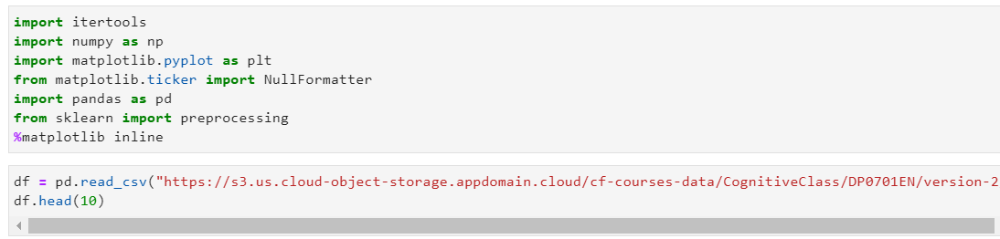 import itertools
import numpy as np
import matplotlib.pyplot as plt
from matplotlib.ticker import NullFormatter
import pandas as pd
from sklearn import preprocessing
%matplotlib inline
df = pd.read_csv("https://s3.us.cloud-object-storage.appdomain.cloud/cf-courses-data/CognitiveClass/DP0701EN/version-2
df.head(10)